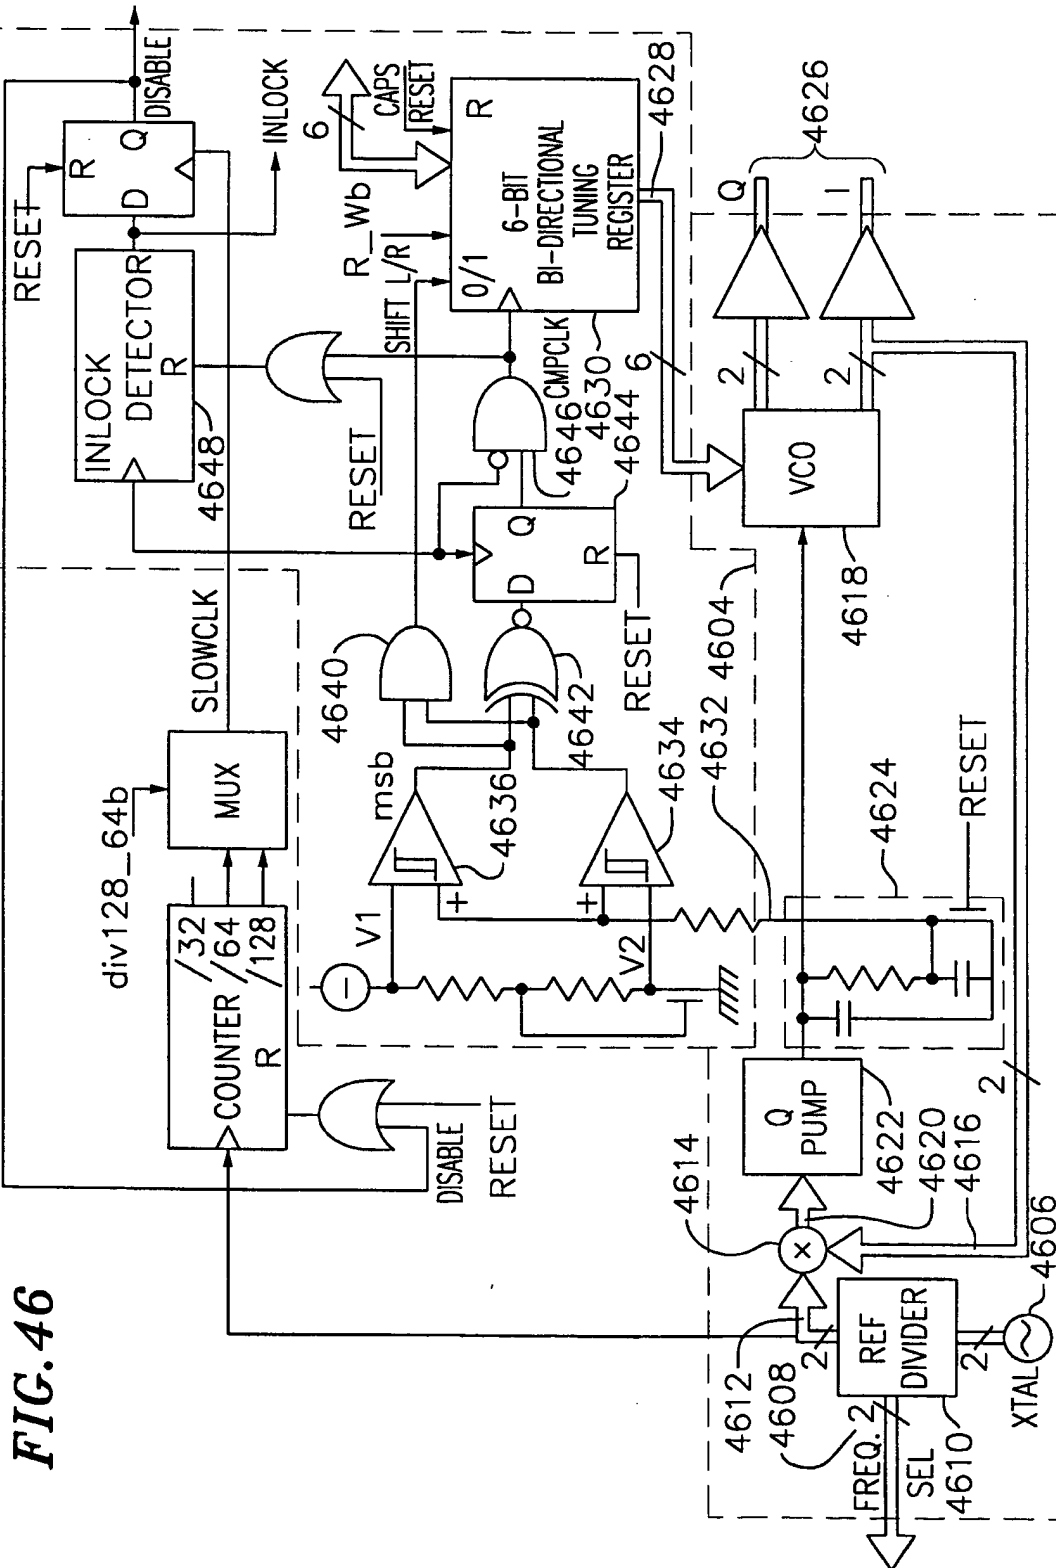 FIG.46
RESET
DISABLE
R
D
Q
INLOCK
INLOCK
DETECTOR
R
4648
RESET
SLOWCLK
div128_64b
MUX
/32
/64
/128
COUNTER
R
DISABLE
RESET
CAPS
RESET
6
R_Wb
SHIFT L/R
0/1
R
6-BIT
BI-DIRECTIONAL
TUNING
REGISTER
4628
CMPCLK
4630
4646
4644
6
D
Q
R
RESET
4640
4642
msb
4636
4634
4632
4604
V1
V2
+
+
4626
Q
I
2
2
VCO
4618
4624
RESET
Q
PUMP
4622
4620
4616
2
4614
×
4612
4608
2
REF
DIVIDER
2
FREQ.
SEL
2
4610
XTAL
4606